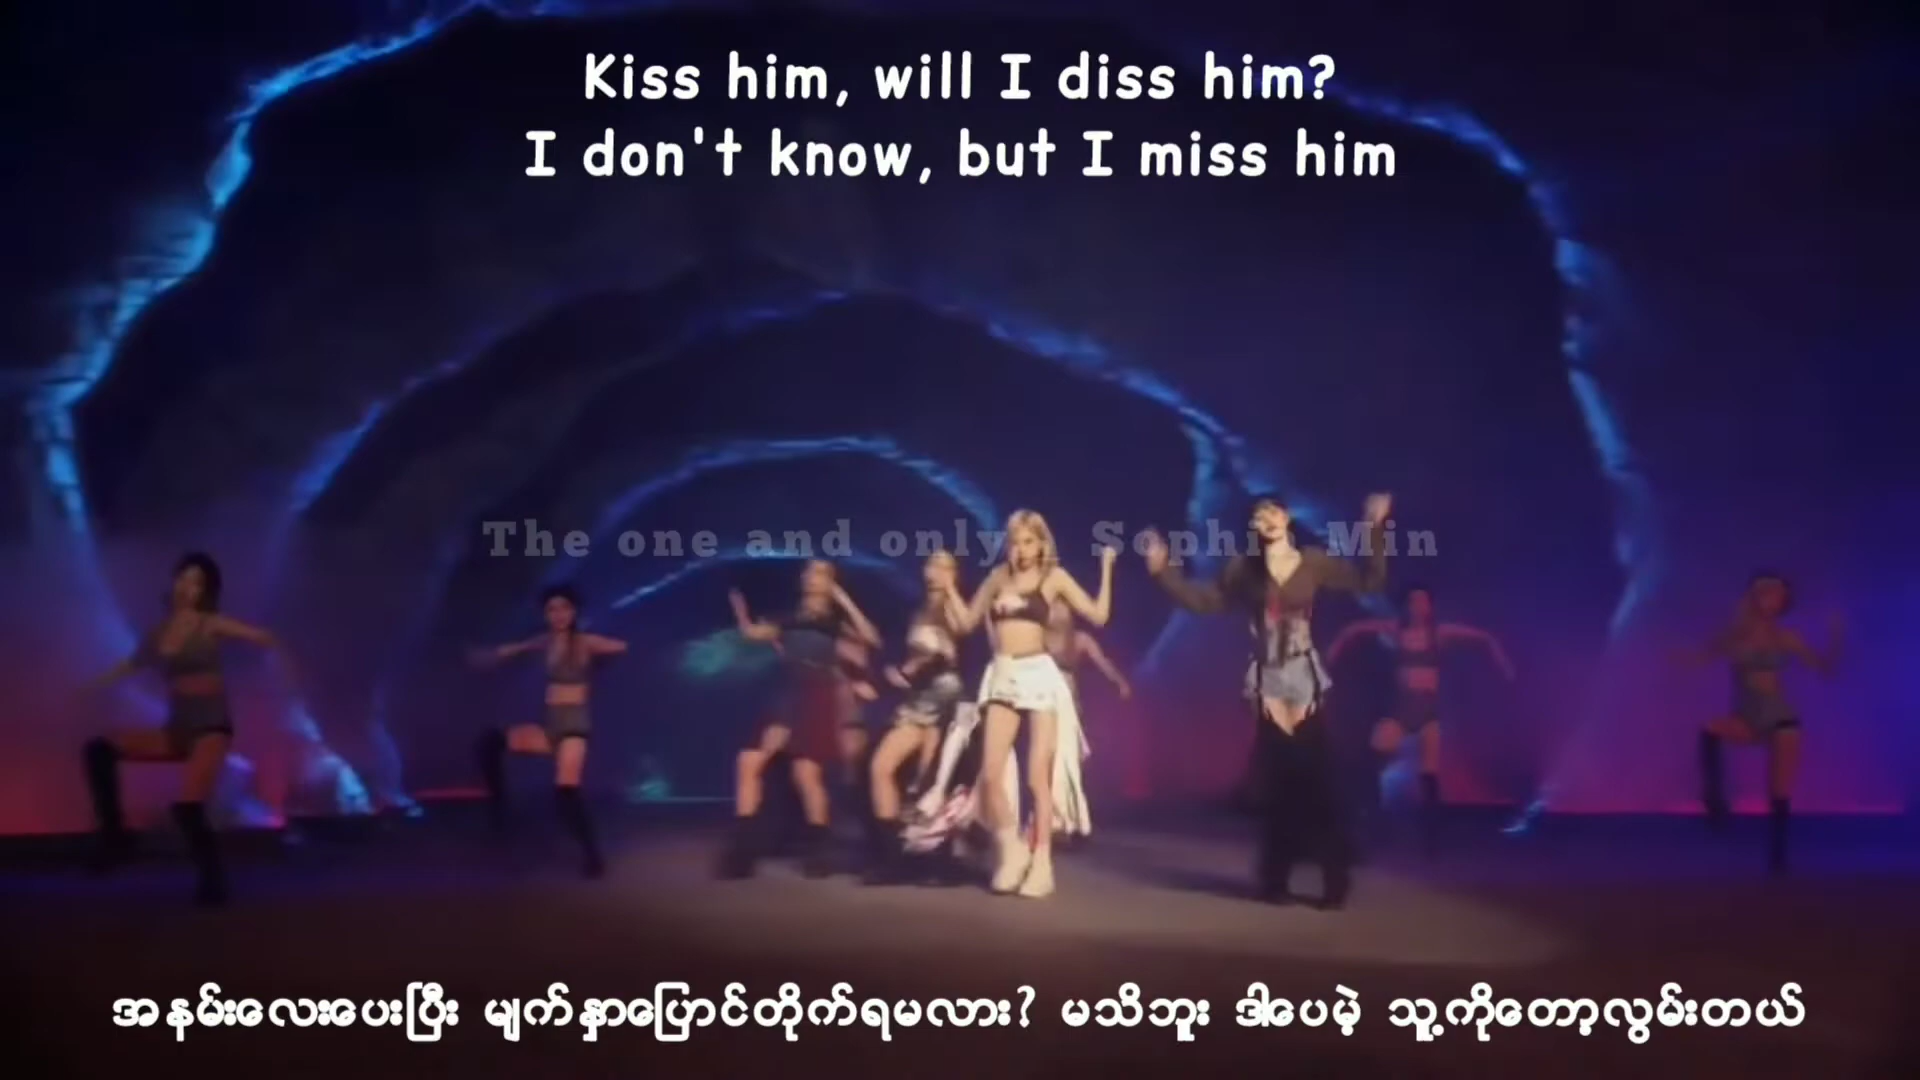 Kiss him, will I diss him?
I don't know, but I miss him
The one and only, Sophia Min
အနမ်းလေးပေးပြီး မျက်နှာပြောင်တိုက်ရမလား? မသိဘူး ဒါပေမဲ့ သူ့ကိုတော့လွမ်းတယ်